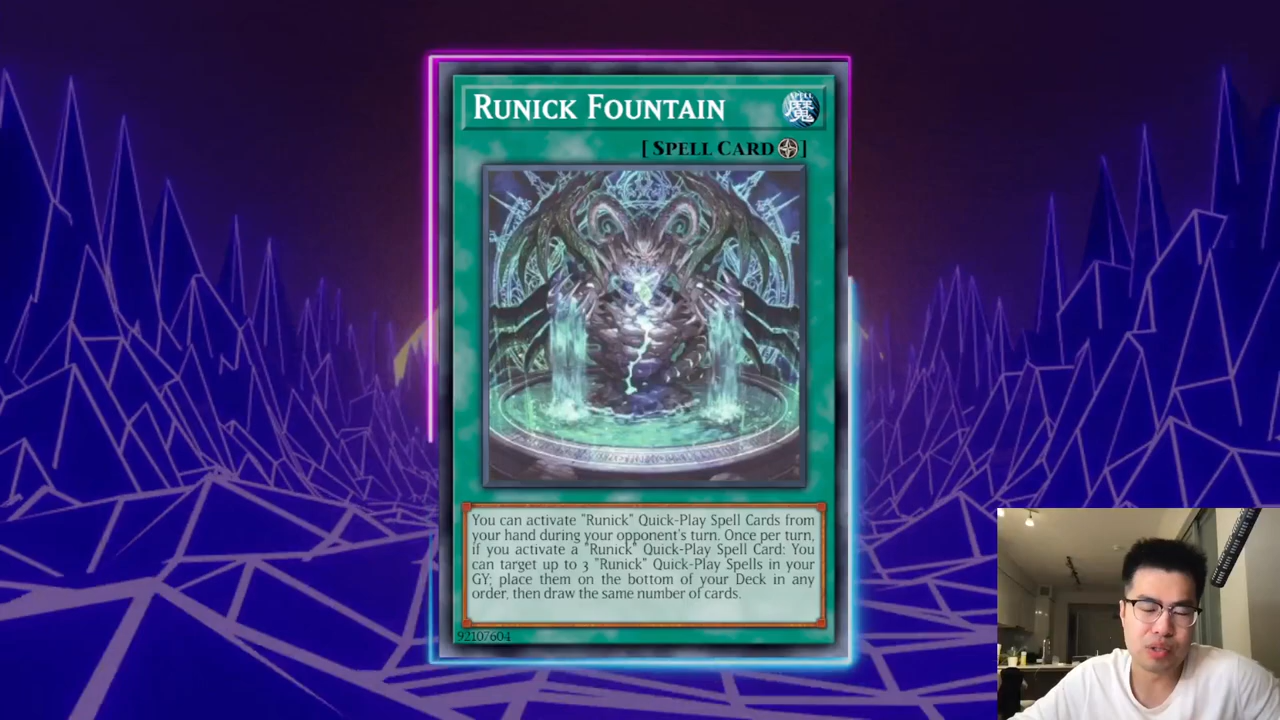 RUNICK FOUNTAIN
魔
[ SPELL CARD ]
You can activate "Runick" Quick-Play Spell Cards from
your hand during your opponent's turn. Once per turn,
if you activate a "Runick" Quick-Play Spell Card: You
can target up to 3 "Runick" Quick-Play Spells in your
GY; place them on the bottom of your Deck in any
order, then draw the same number of cards.
92107604